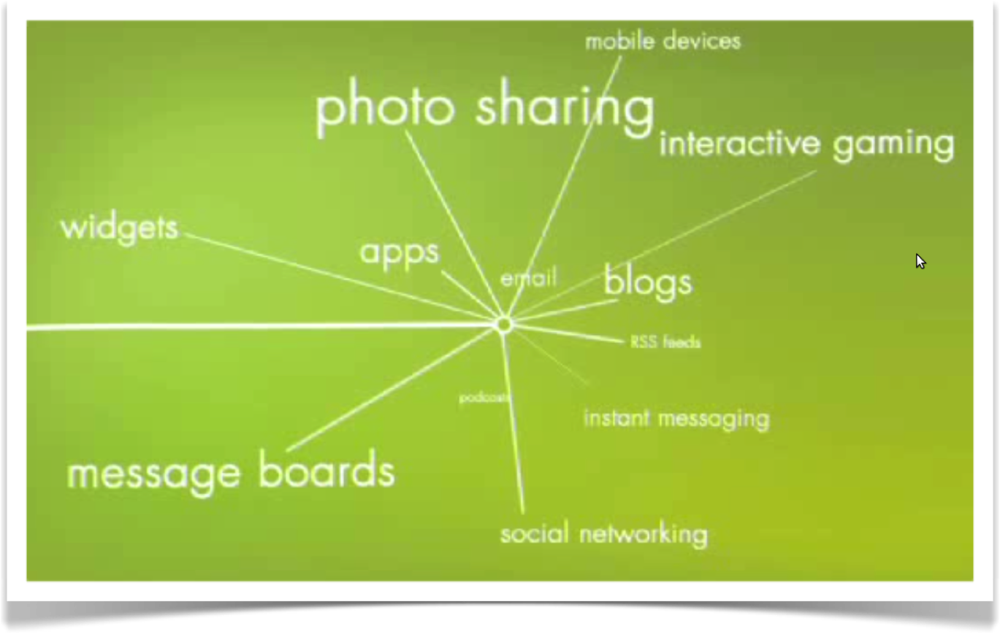 mobile devices
photo sharing
interactive gaming
widgets
apps
email
blogs
RSS feeds
podcasts
instant messaging
message boards
social networking